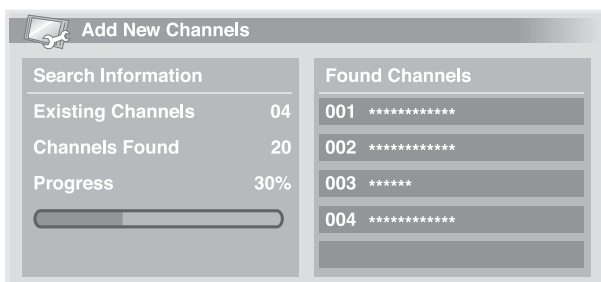 Add New Channels
Search Information
Existing Channels 04
Channels Found 20
Progress 30%
Found Channels
001 ************
002 ************
003 ******
004 ************